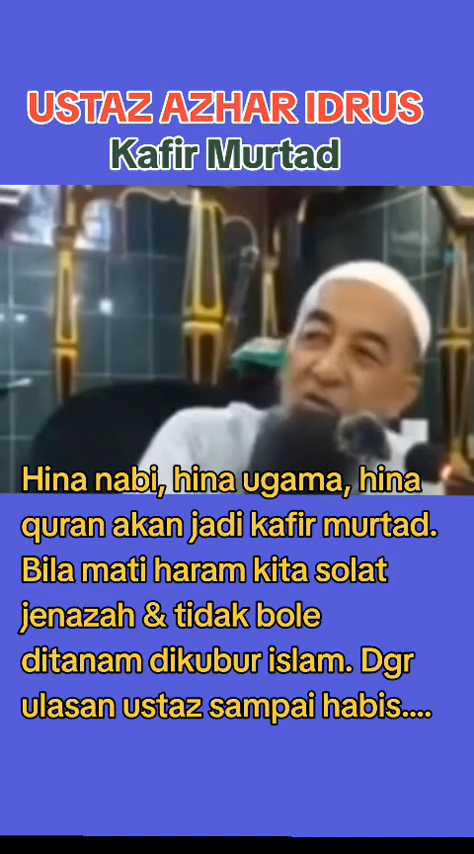 USTAZ AZHAR IDRUS
Kafir Murtad
Hina nabi, hina ugama, hina
quran akan jadi kafir murtad.
Bila mati haram kita solat
jenazah & tidak bole
ditanam dikubur islam. Dgr
ulasan ustaz sampai habis....